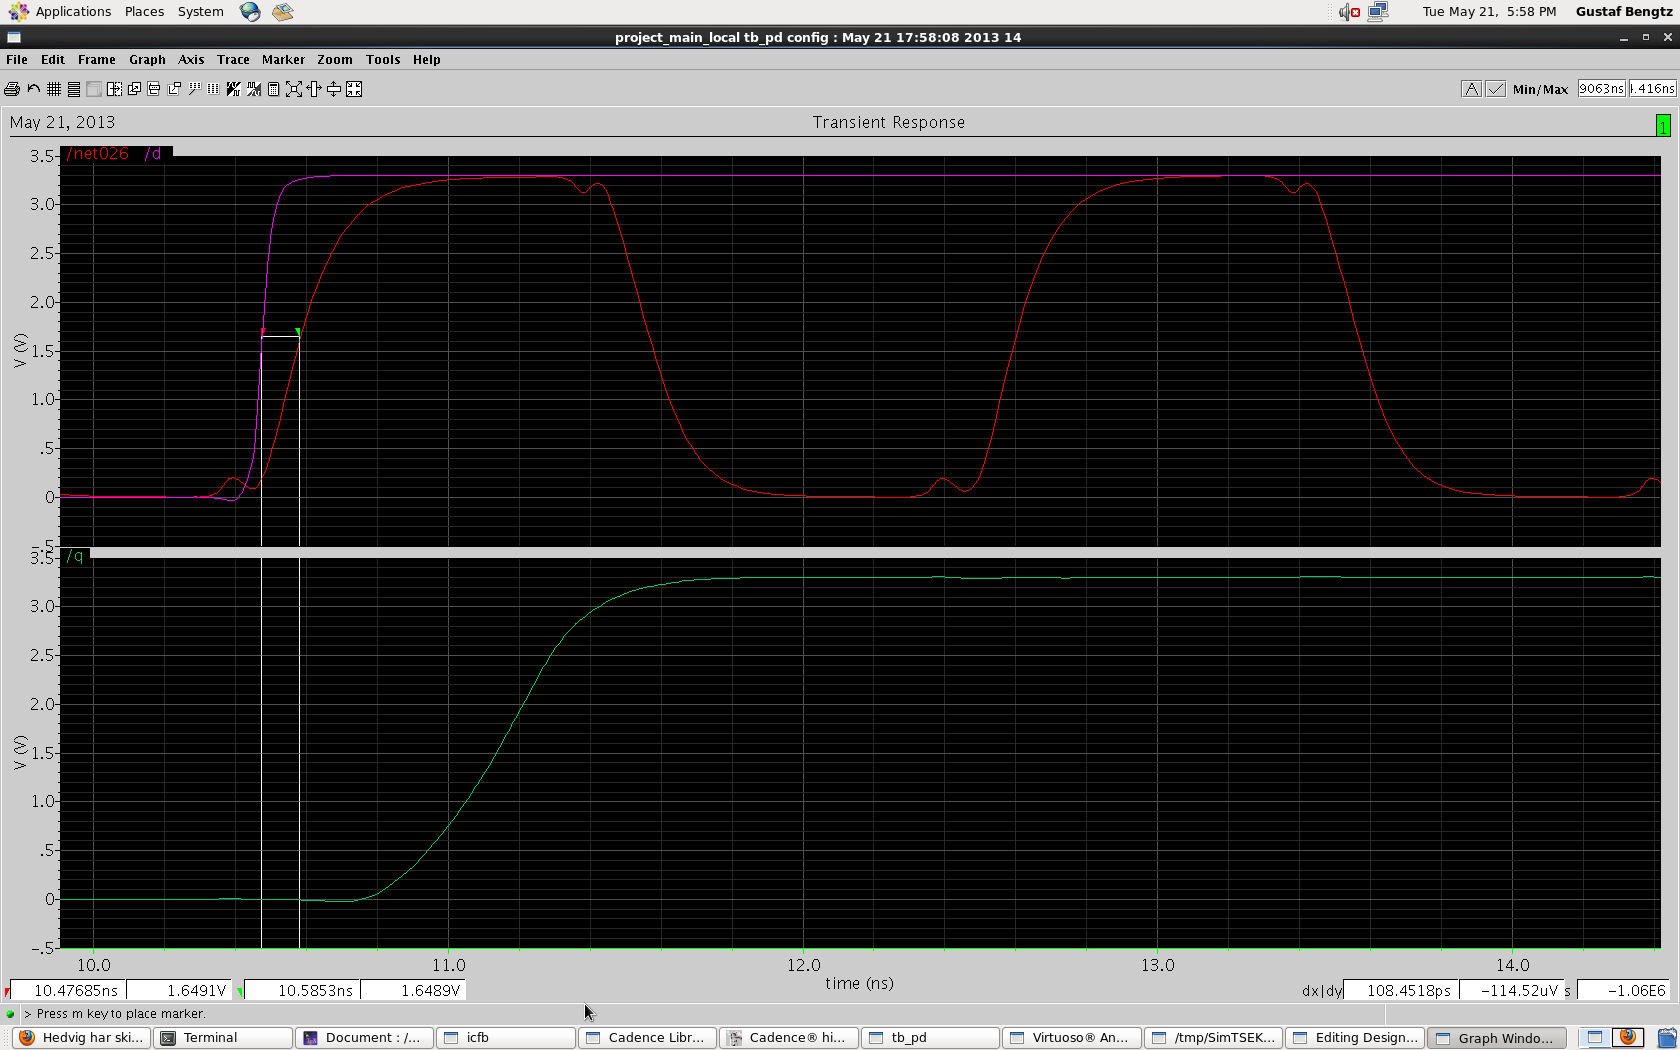 Applications Places System Tue May 21, 5:58 PM Gustaf Bengtz
project_main_local tb_pd config : May 21 17:58:08 2013 14
File Edit Frame Graph Axis Trace Marker Zoom Tools Help
Min/Max 9063ns .416ns
May 21, 2013 Transient Response 1
/net026 /d
3.5
3.0
2.5
2.0
V (V)
1.5
1.0
.5
0
-.5
/q
3.5
3.0
2.5
2.0
V (V)
1.5
1.0
.5
0
-.5
10.0 11.0 12.0 13.0 14.0
time (ns)
10.47685ns 1.6491V 10.5853ns 1.6489V dx|dy 108.4518ps -114.52uV s -1.06E6
> Press m key to place marker.
Hedvig har ski... Terminal Document : /... icfb Cadence Libr... Cadence® hi... tb_pd Virtuoso® An... /tmp/SimTSEK... Editing Design... Graph Windo...